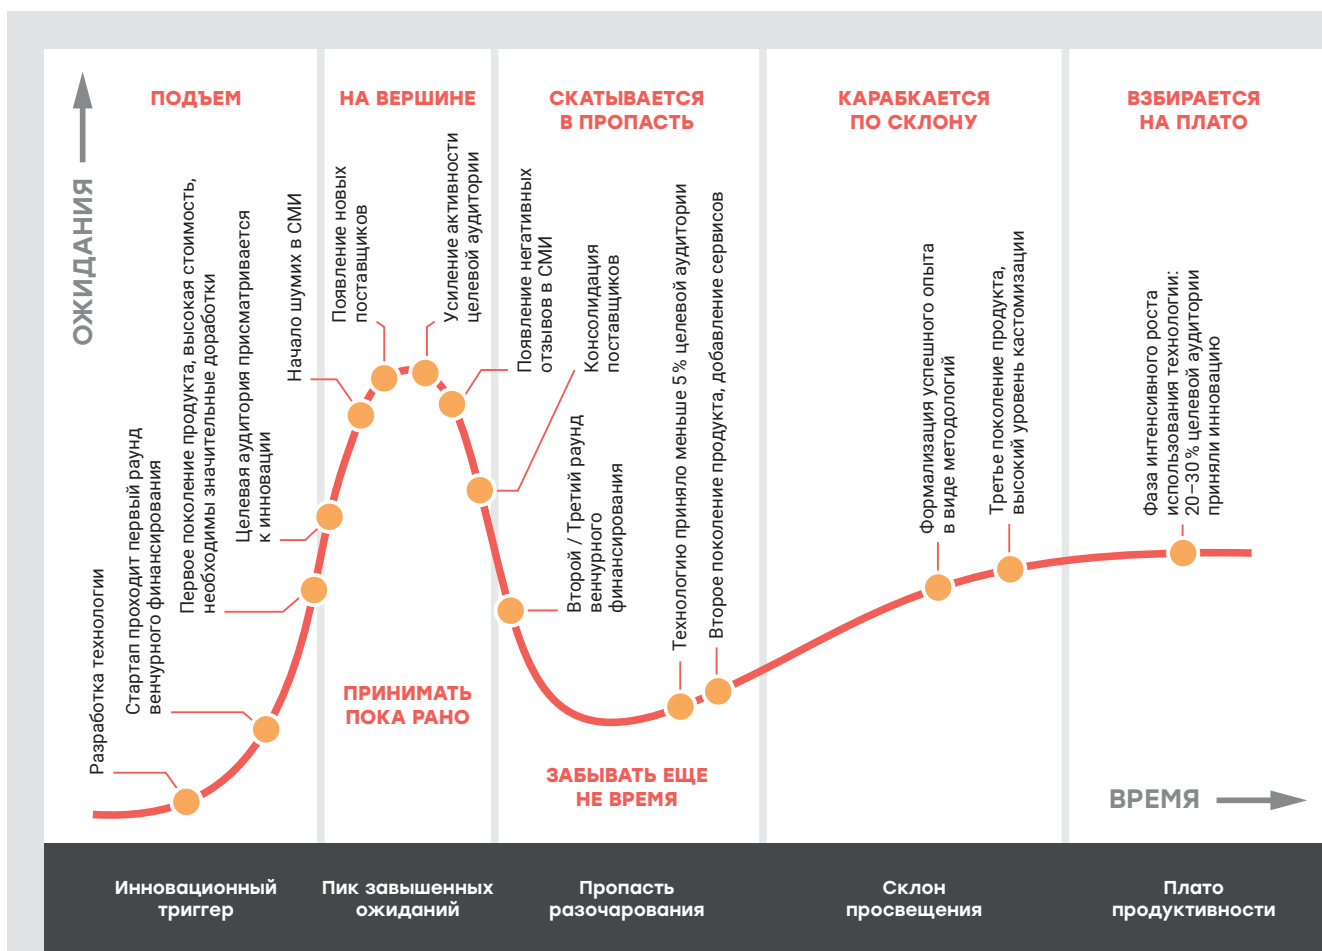 ПОДЪЕМ
НА ВЕРШИНЕ
СКАТЫВАЕТСЯ
В ПРОПАСТЬ
КАРАБКАЕТСЯ
ПО СКЛОНУ
ВЗБИРАЕТСЯ
НА ПЛАТО
ОЖИДАНИЯ
Разработка технологии
Стартап проходит первый раунд
венчурного финансирования
Первое поколение продукта, высокая стоимость,
необходимы значительные доработки
Целевая аудитория присматривается
к инновации
Начало шумих в СМИ
Появление новых
поставщиков
Усиление активности
целевой аудитории
Появление негативных
отзывов в СМИ
Консолидация
поставщиков
Второй / Третий раунд
венчурного
финансирования
Технологию приняло меньше 5 % целевой аудитории
Второе поколение продукта, добавление сервисов
Формализация успешного опыта
в виде методологий
Третье поколение продукта,
высокий уровень кастомизации
Фаза интенсивного роста
использования технологии:
20–30 % целевой аудитории
приняли инновацию
ПРИНИМАТЬ
ПОКА РАНО
ЗАБЫВАТЬ ЕЩЕ
НЕ ВРЕМЯ
ВРЕМЯ
Инновационный
триггер
Пик завышенных
ожиданий
Пропасть
разочарования
Склон
просвещения
Плато
продуктивности